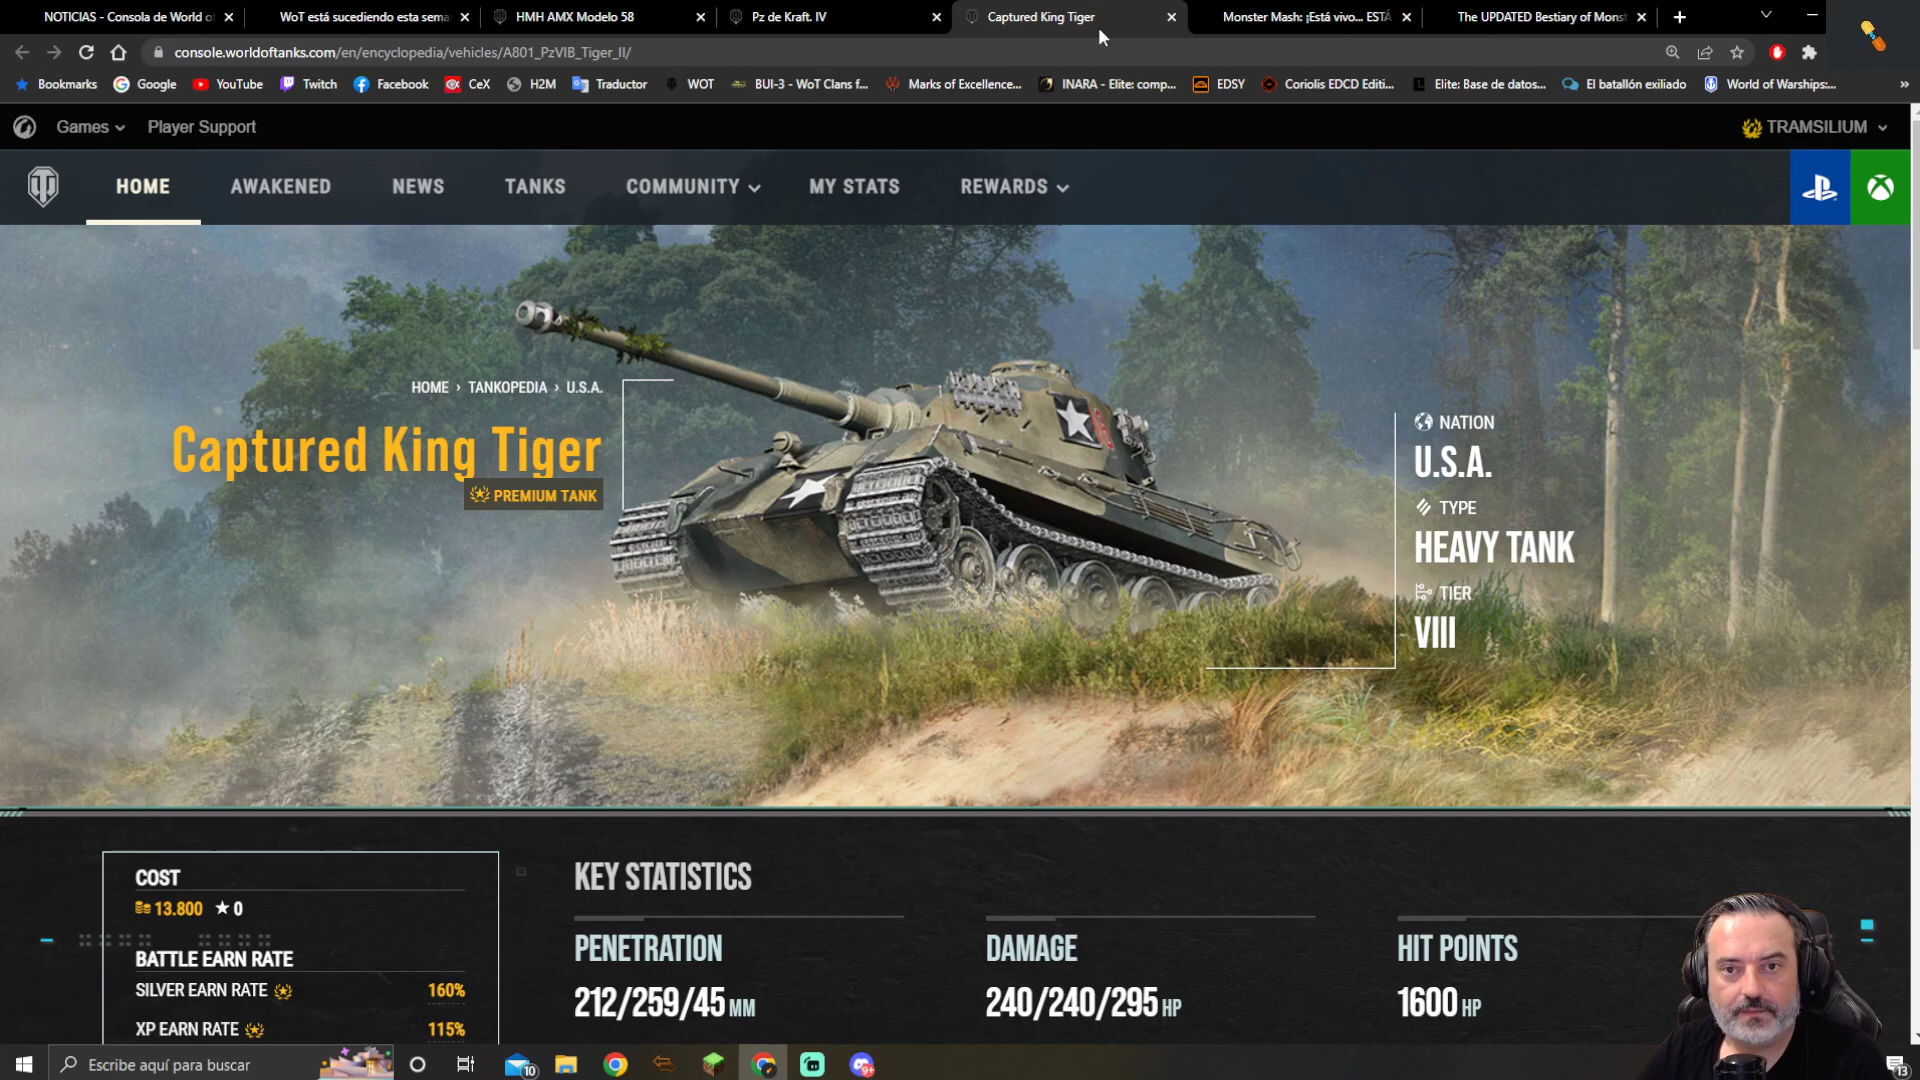 NOTICIAS - Consola de World of
WoT está sucediendo esta sema
HMH AMX Modelo 58
Pz de Kraft. IV
Captured King Tiger
Monster Mash: ¡Está vivo... ESTÁ
The UPDATED Bestiary of Monst
console.worldoftanks.com/en/encyclopedia/vehicles/A801_PzVIB_Tiger_II/
Bookmarks
Google
YouTube
Twitch
Facebook
CeX
H2M
Traductor
WOT
BUI-3 - WoT Clans f...
Marks of Excellence...
INARA - Elite: comp...
EDSY
Coriolis EDCD Editi...
Elite: Base de datos...
El batallón exiliado
World of Warships:...
»
Games
Player Support
TRAMSILIUM
HOME
AWAKENED
NEWS
TANKS
COMMUNITY
MY STATS
REWARDS
HOME › TANKOPEDIA › U.S.A.
Captured King Tiger
PREMIUM TANK
NATION
U.S.A.
TYPE
HEAVY TANK
TIER
VIII
COST
13.800 ★ 0
BATTLE EARN RATE
SILVER EARN RATE 160%
XP EARN RATE 115%
KEY STATISTICS
PENETRATION
212/259/45 MM
DAMAGE
240/240/295 HP
HIT POINTS
1600 HP
Escribe aquí para buscar
10
9+
13